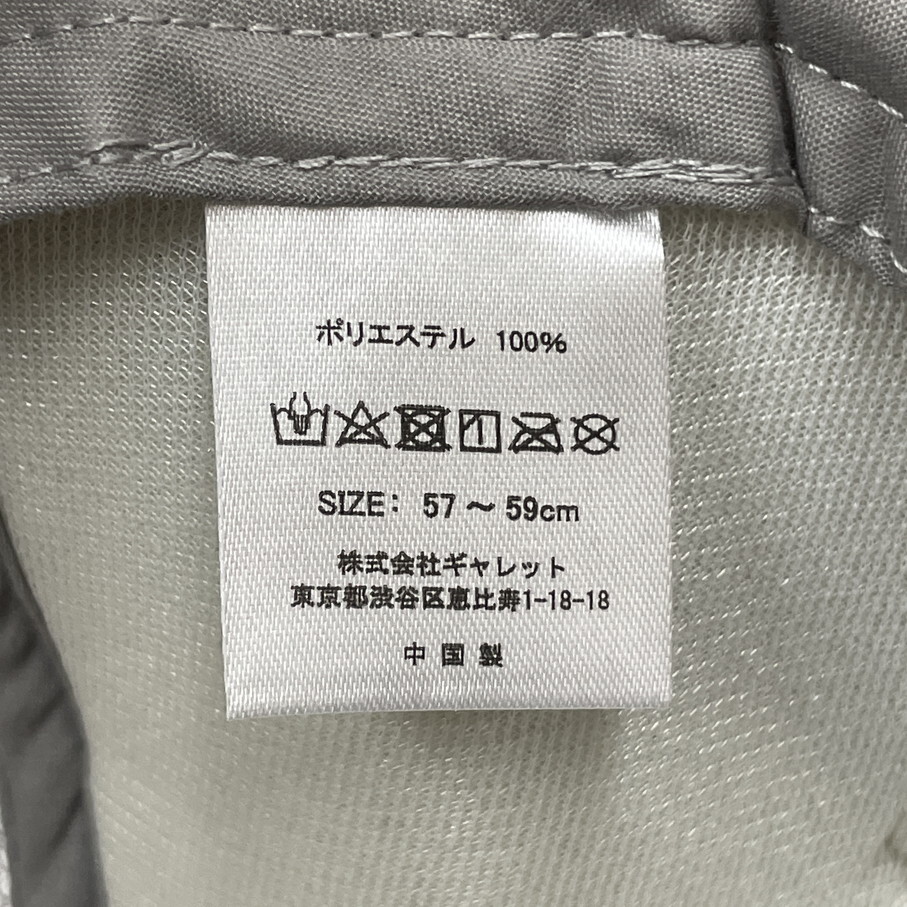 ポリエステル 100%
SIZE: 57～59cm
株式会社ギャレット
東京都渋谷区恵比寿1-18-18
中国製